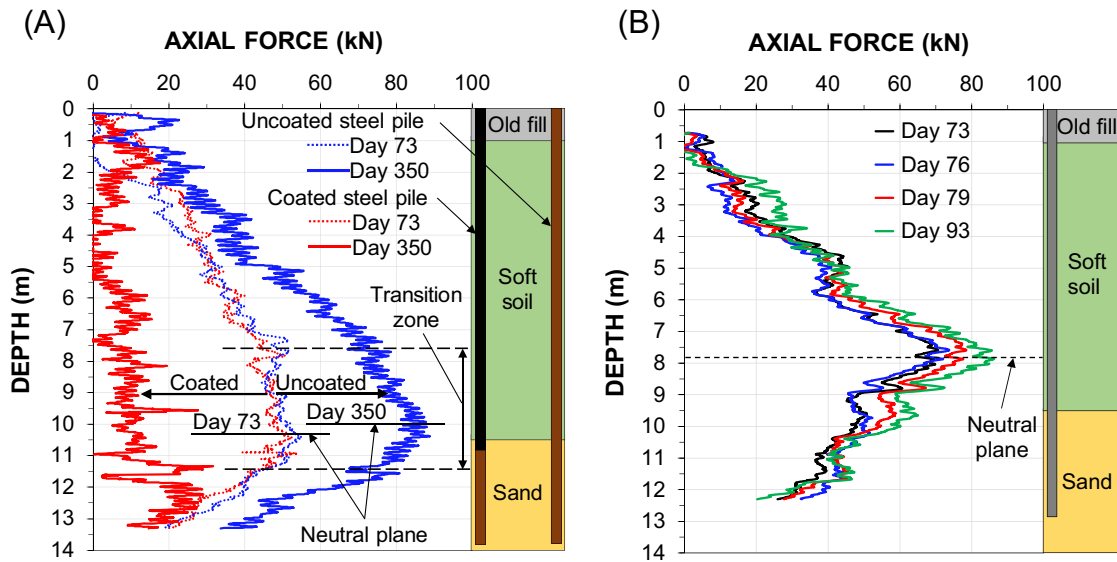 (A)
AXIAL FORCE (kN)
0 20 40 60 80 100
DEPTH (m)
0
1
2
3
4
5
6
7
8
9
10
11
12
13
14
Uncoated steel pile
Day 73
Day 350
Coated steel pile
Day 73
Day 350
Transition
zone
Coated
Uncoated
Day 73
Day 350
Neutral plane
Old fill
Soft
soil
Sand
(B)
AXIAL FORCE (kN)
0 20 40 60 80 100
DEPTH (m)
0
1
2
3
4
5
6
7
8
9
10
11
12
13
14
Day 73
Day 76
Day 79
Day 93
Neutral
plane
Old fill
Soft
soil
Sand